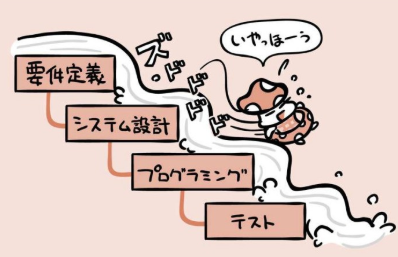 いやっほーう
ズ・ドドドドド
要件定義
システム設計
プログラミング
テスト